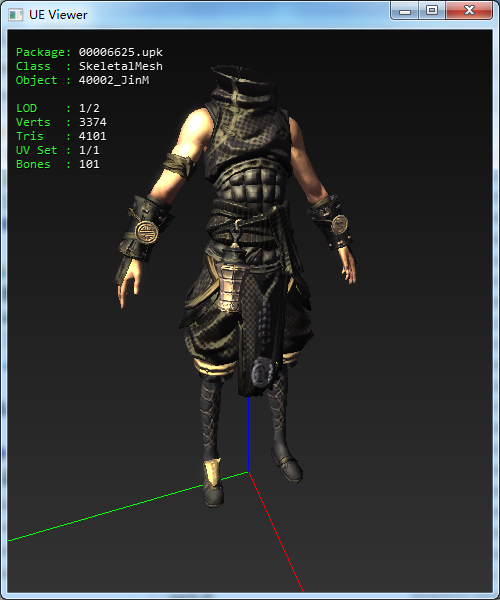 UE Viewer
Package: 00006625.upk
Class : SkeletalMesh
Object : 40002_JinM
LOD : 1/2
Verts : 3374
Tris : 4101
UV Set : 1/1
Bones : 101